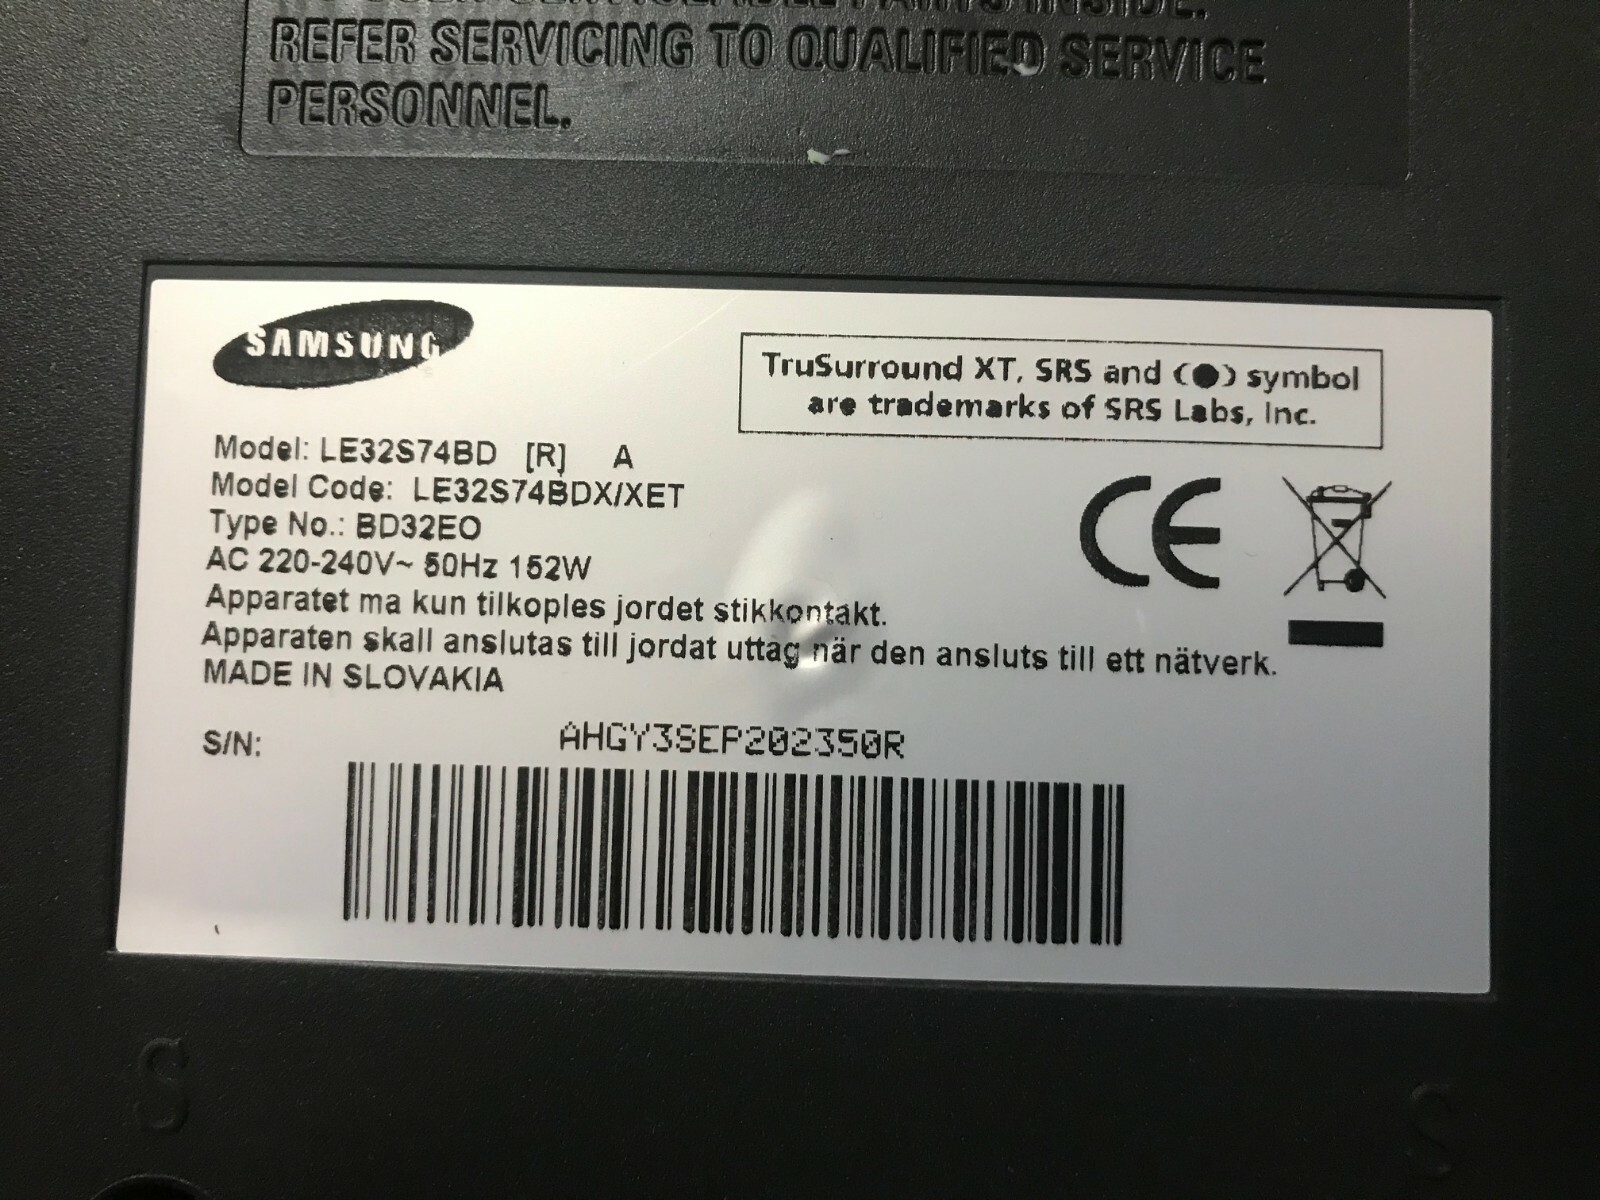 REFER SERVICING TO QUALIFIED SERVICE
PERSONNEL.
SAMSUNG
TruSurround XT, SRS and (●) symbol
are trademarks of SRS Labs, Inc.
Model: LE32S74BD [R] A
Model Code: LE32S74BDX/XET
Type No.: BD32EO
AC 220-240V~ 50Hz 152W
Apparatet ma kun tilkoples jordet stikkontakt.
Apparaten skall anslutas till jordat uttag när den ansluts till ett nätverk.
MADE IN SLOVAKIA
S/N: AHGY3SEP202350R
CE
S S